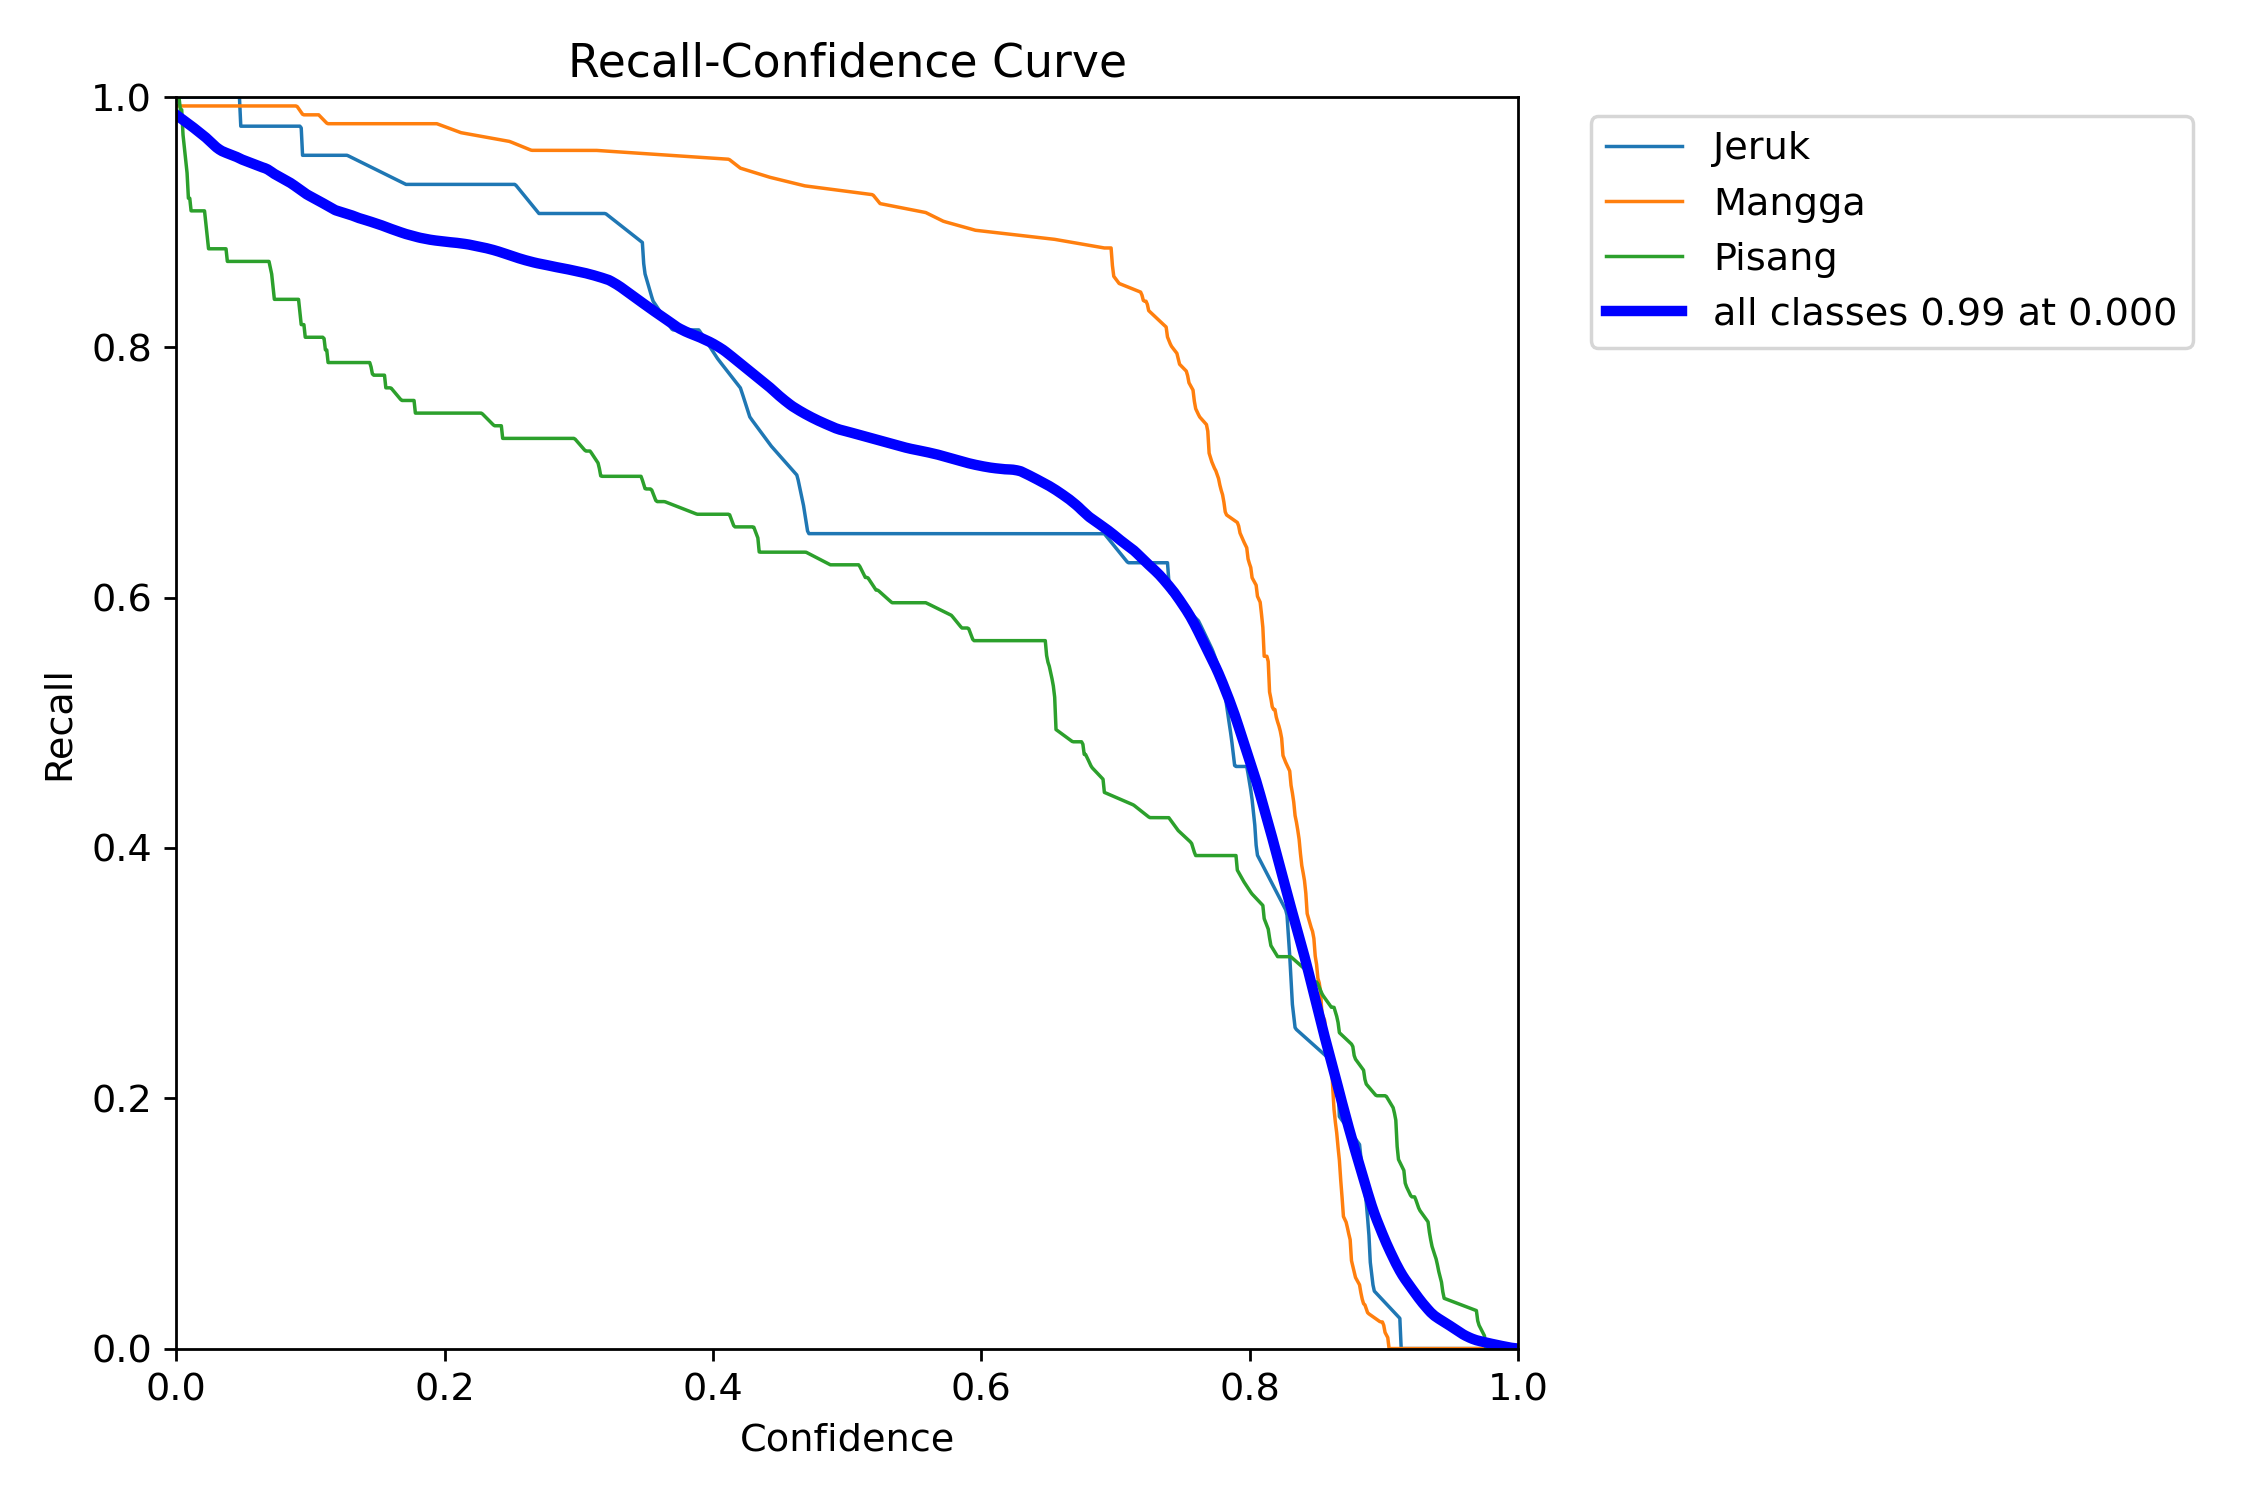 Recall-Confidence Curve
1.0
0.8
0.6
0.4
0.2
0.0
Recall
0.0 0.2 0.4 0.6 0.8 1.0
Confidence
Jeruk
Mangga
Pisang
all classes 0.99 at 0.000